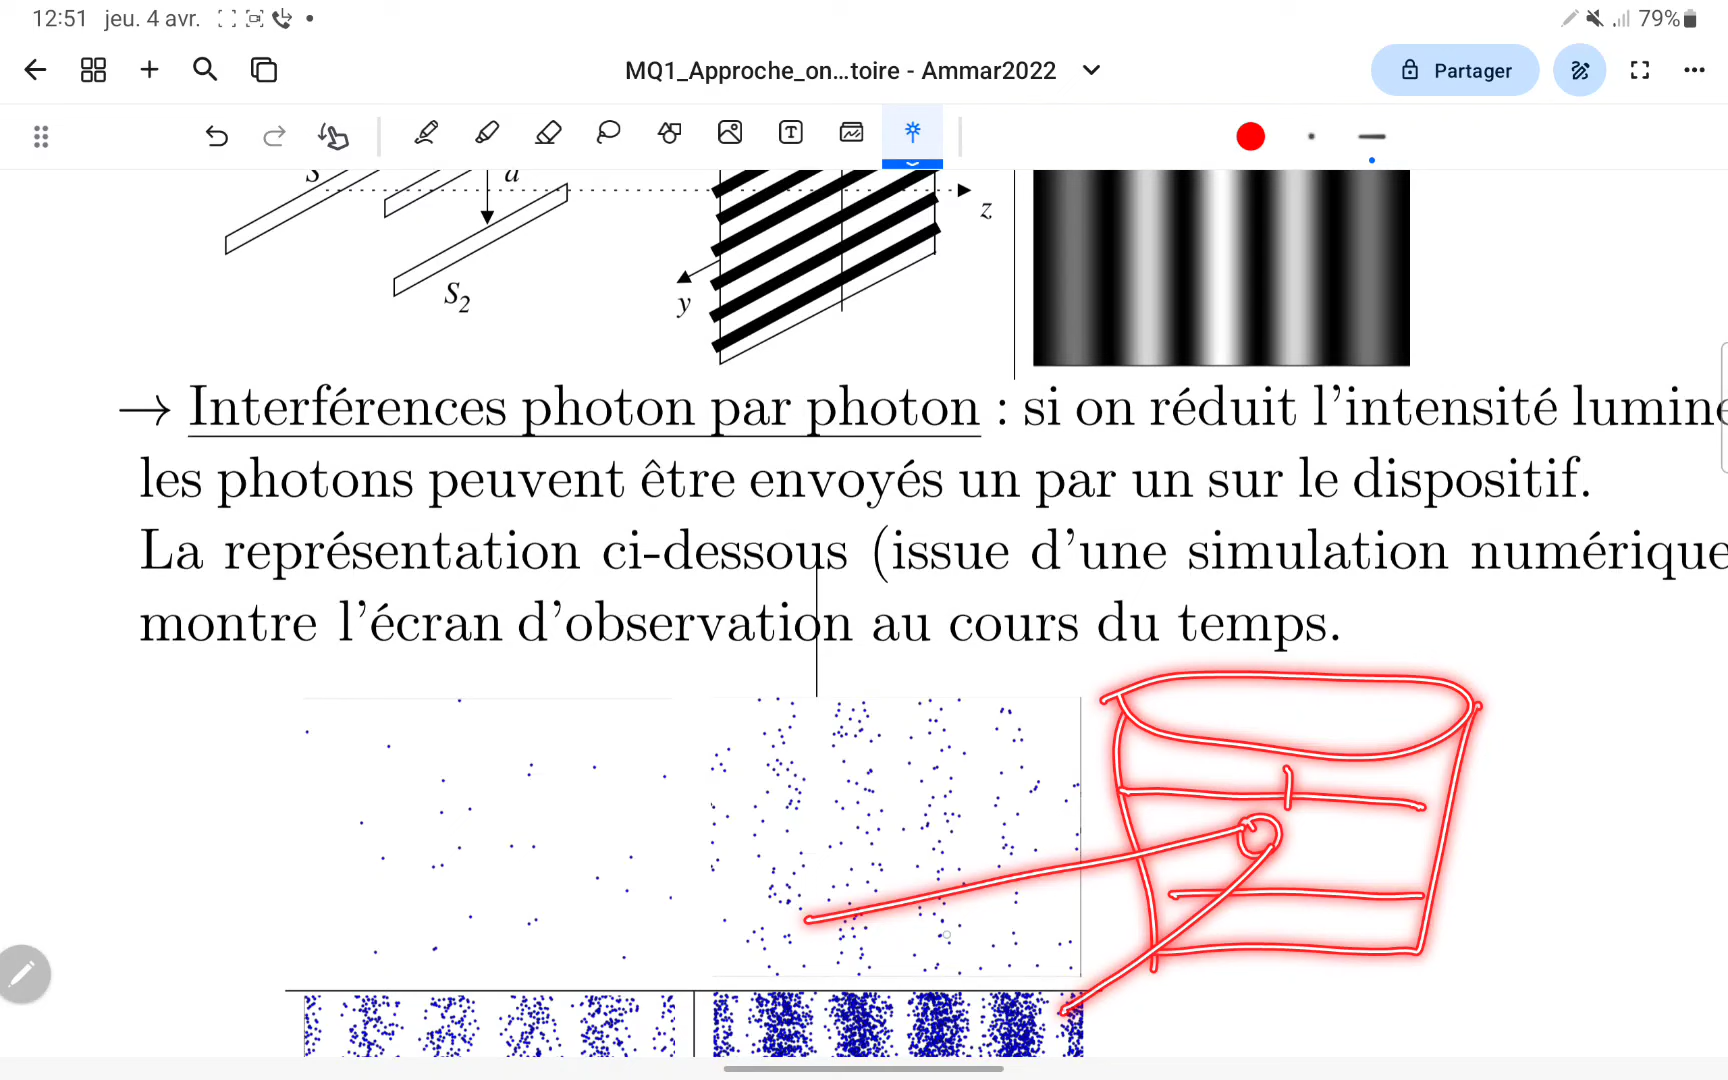 12:51 jeu. 4 avr.
79%
MQ1_Approche_on...toire - Ammar2022
Partager
S
a
z
S2
y
→ Interférences photon par photon : si on réduit l'intensité lumin
les photons peuvent être envoyés un par un sur le dispositif.
La représentation ci-dessous (issue d'une simulation numérique
montre l'écran d'observation au cours du temps.